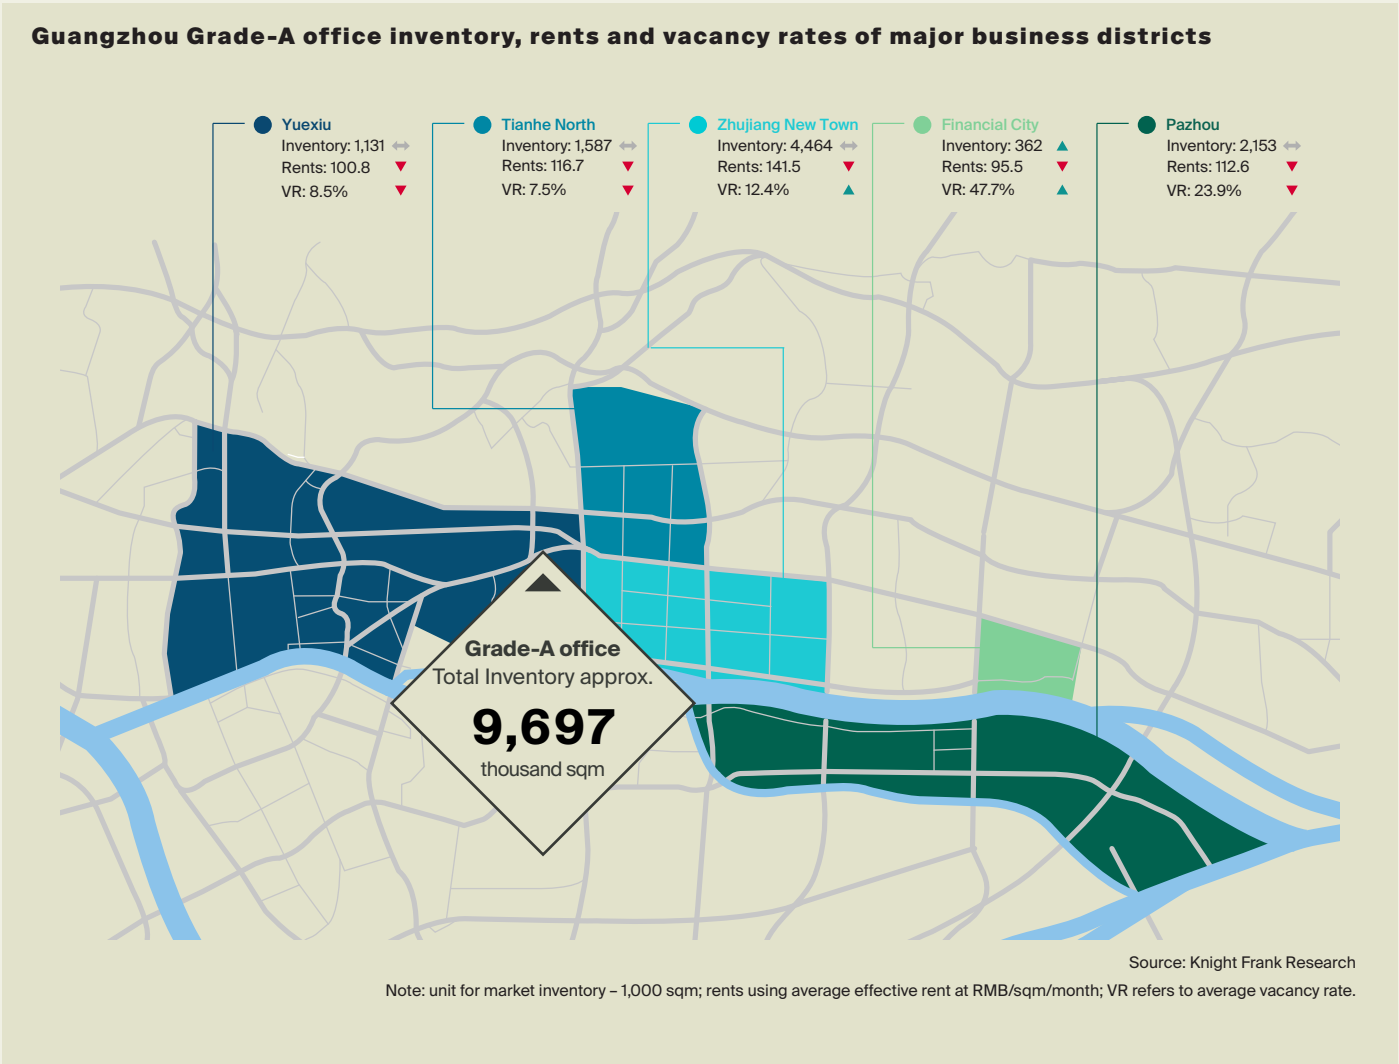 Guangzhou Grade-A office inventory, rents and vacancy rates of major business districts
Yuexiu
Inventory: 1,131
Rents: 100.8
VR: 8.5%
Tianhe North
Inventory: 1,587
Rents: 116.7
VR: 7.5%
Zhujiang New Town
Inventory: 4,464
Rents: 141.5
VR: 12.4%
Financial City
Inventory: 362
Rents: 95.5
VR: 47.7%
Pazhou
Inventory: 2,153
Rents: 112.6
VR: 23.9%
Grade-A office
Total Inventory approx.
9,697
thousand sqm
Source: Knight Frank Research
Note: unit for market inventory – 1,000 sqm; rents using average effective rent at RMB/sqm/month; VR refers to average vacancy rate.